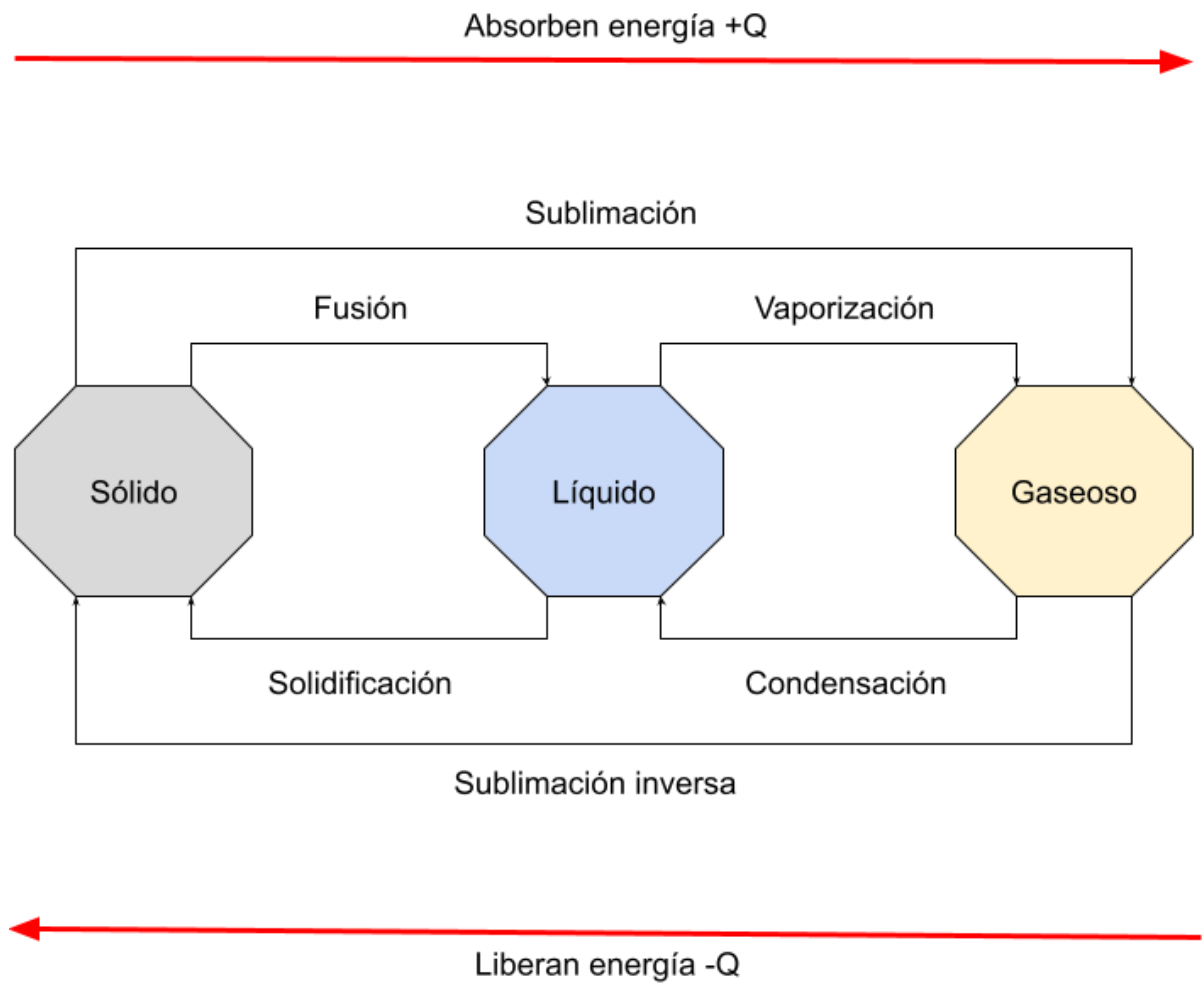 Absorben energía +Q
Sublimación
Fusión
Vaporización
Sólido
Líquido
Gaseoso
Solidificación
Condensación
Sublimación inversa
Liberan energía -Q